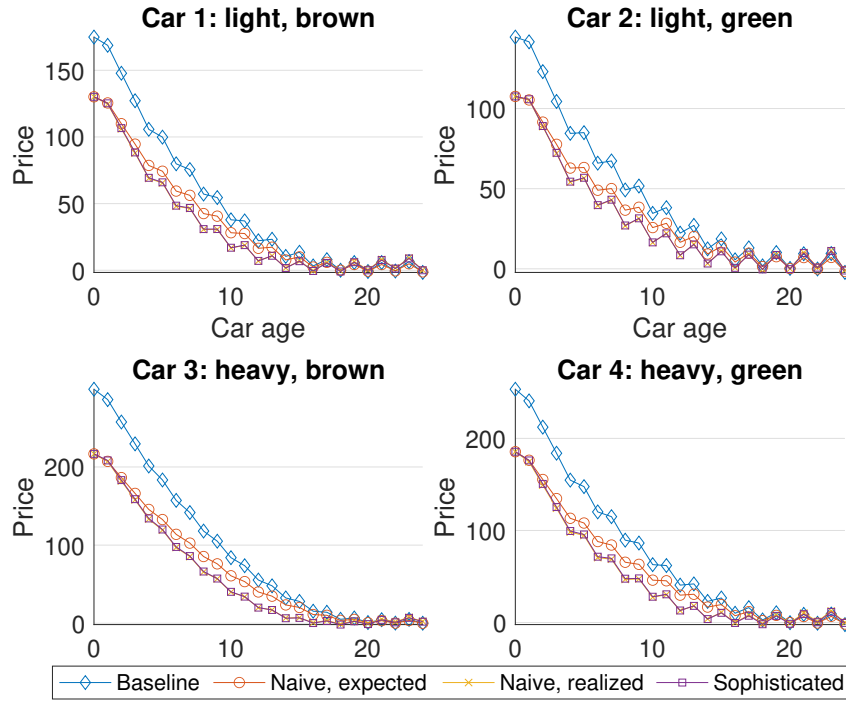 Car 1: light, brown
Price
150
100
50
0
0 10 20
Car age
Car 2: light, green
Price
100
50
0
0 10 20
Car age
Car 3: heavy, brown
Price
200
100
0
0 10 20
Car 4: heavy, green
Price
200
100
0
0 10 20
Baseline Naive, expected Naive, realized Sophisticated